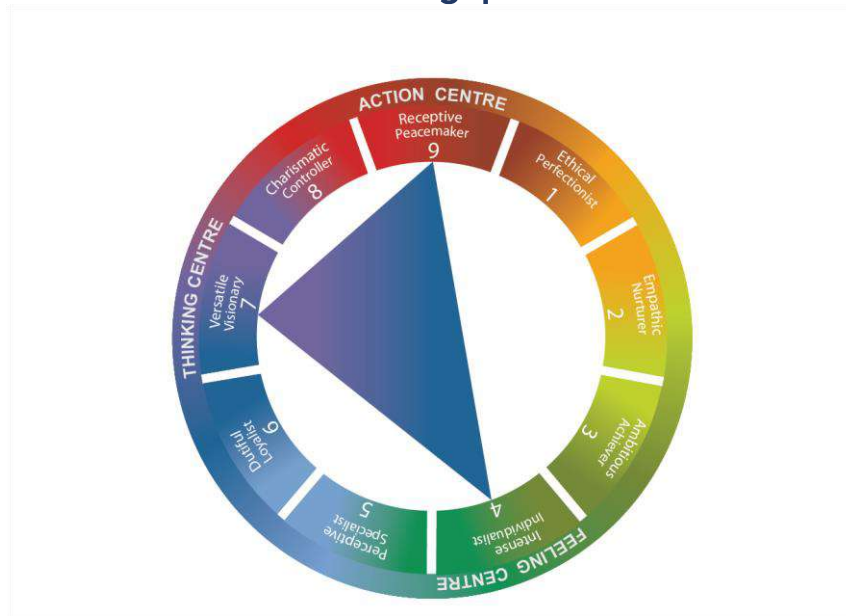 ACTION CENTRE
Receptive
Peacemaker
9
Ethical
Perfectionist
1
Empathic
Nurturer
2
Ambitious
Achiever
3
Intense
Individualist
4
FEELING CENTRE
Perceptive
Specialist
5
Dutiful
Loyalist
6
Versatile
Visionary
7
THINKING CENTRE
Charismatic
Controller
8